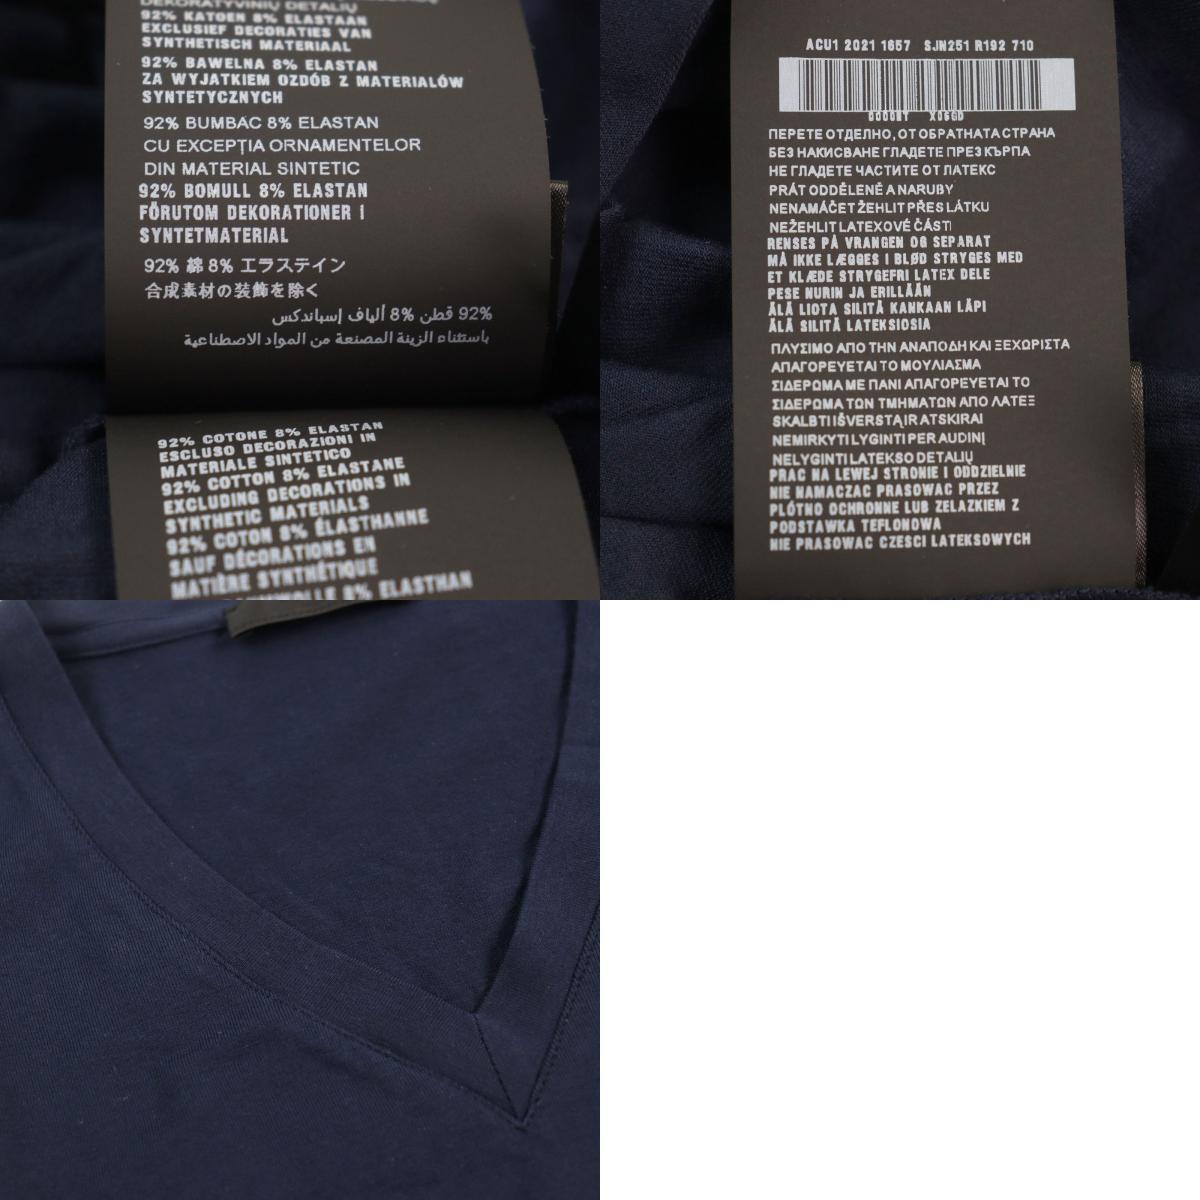 DEKORATYVINIŲ DETALIŲ
92% KATOEN 8% ELASTAAN
EXCLUSIEF DECORATIES VAN
SYNTHETISCH MATERIAAL
92% BAWELNA 8% ELASTAN
ZA WYJATKIEM OZDÓB Z MATERIALÓW
SYNTETYCZNYCH
92% BUMBAC 8% ELASTAN
CU EXCEPȚIA ORNAMENTELOR
DIN MATERIAL SINTETIC
92% BOMULL 8% ELASTAN
FÖRUTOM DEKORATIONER I
SYNTETMATERIAL
92% 綿 8% エラステイン
合成素材の装飾を除く
92% قطن 8% ألياف إسباندكس
باستثناء الزينة المصنعة من المواد الاصطناعية
92% COTONE 8% ELASTAN
ESCLUSO DECORAZIONI IN
MATERIALE SINTETICO
92% COTTON 8% ELASTANE
EXCLUDING DECORATIONS IN
SYNTHETIC MATERIALS
92% COTON 8% ÉLASTHANNE
SAUF DÉCORATIONS EN
MATIÈRE SYNTHÉTIQUE
8% ELASTHAN
ACU1 2021 1657 SJN251 R192 710
ПЕРЕТЕ ОТДЕЛНО, ОТ ОБРАТНАТА СТРАНА
БЕЗ НАКИСВАНЕ ГЛАДЕТЕ ПРЕЗ КЪРПА
НЕ ГЛАДЕТЕ ЧАСТИТЕ ОТ ЛАТЕКС
PRÁT ODDĚLENĚ A NARUBY
NENAMÁČET ŽEHLIT PŘES LÁTKU
NEŽEHLIT LATEXOVÉ ČÁSTI
RENSES PÅ VRANGEN OG SEPARAT
MÅ IKKE LÆGGES I BLØD STRYGES MED
ET KLÆDE STRYGEFRI LATEX DELE
PESE NURIN JA ERILLÄÄN
ÄLÄ LIOTA SILITÄ KANKAAN LÄPI
ÄLÄ SILITÄ LATEKSIOSIA
ΠΛΥΣΙΜΟ ΑΠΟ ΤΗΝ ΑΝΑΠΟΔΗ ΚΑΙ ΞΕΧΩΡΙΣΤΑ
ΑΠΑΓΟΡΕΥΕΤΑΙ ΤΟ ΜΟΥΛΙΑΣΜΑ
ΣΙΔΕΡΩΜΑ ΜΕ ΠΑΝΙ ΑΠΑΓΟΡΕΥΕΤΑΙ ΤΟ
ΣΙΔΕΡΩΜΑ ΤΩΝ ΤΜΗΜΑΤΩΝ ΑΠΟ ΛΑΤΕΞ
SKALBTI IŠVERSTĄ IR ATSKIRAI
NEMIRKYTI LYGINTI PER AUDINĮ
NELYGINTI LATEKSO DETALIŲ
PRAC NA LEWEJ STRONIE I ODDZIELNIE
NIE NAMACZAC PRASOWAC PRZEZ
PLÓTNO OCHRONNE LUB ZELAZKIEM Z
PODSTAWKA TEFLONOWA
NIE PRASOWAC CZESCI LATEKSOWYCH